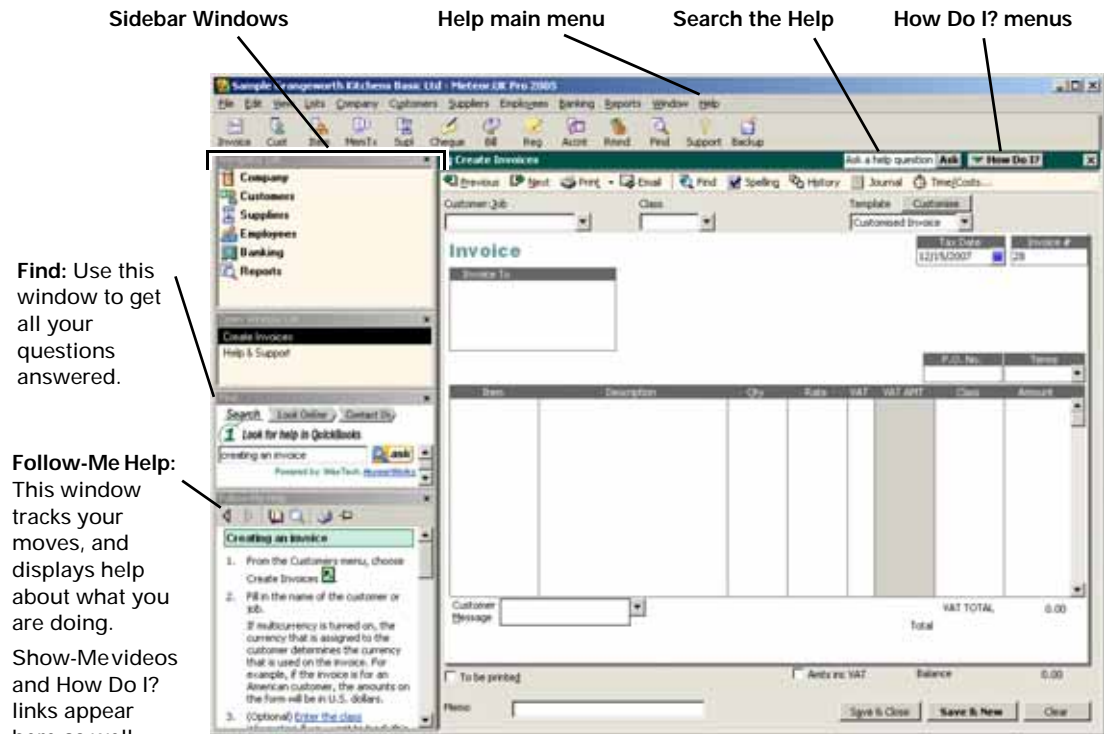 Sidebar Windows Help main menu Search the Help How Do I? menus
Sample Grangeworth Kitchens Basic Ltd - Meteor.UK Pro 2005
File Edit View Lists Company Customers Suppliers Employees Banking Reports Window Help
Invoice Cust Item MemTx Supl Cheque Bill Reg Accnt Rmnd Find Support Backup
Create Invoices Ask a help question Ask How Do I?
Company
Customers
Suppliers
Employees
Banking
Reports
Previous Next Print Email Find Spelling History Journal Time/Costs...
Customer:Job Class Template Customise
Customised Invoice
Invoice
Tax Date Invoice #
12/15/2007 28
Invoice To
Find: Use this
window to get
all your
questions
answered.
Create Invoices
Help & Support
P.O. No. Terms
Item Description Qty Rate VAT VAT AMT Class Amount
Find
Search Look Online Contact Us
1 Look for help in QuickBooks
creating an invoice ask
Powered by: WexTech AnswerWorks
Follow-Me Help:
This window
tracks your
moves, and
displays help
about what you
are doing.
Show-Me videos
and How Do I?
links appear
here as well.
Creating an invoice
1. From the Customers menu, choose
Create Invoices
2. Fill in the name of the customer or
job.
If multicurrency is turned on, the
currency that is assigned to the
customer determines the currency
that is used on the invoice. For
example, if the invoice is for an
American customer, the amounts on
the form will be in U.S. dollars.
3. (Optional) Enter the class
Customer
Message
VAT TOTAL 0.00
Total
To be printed Amts inc VAT Balance 0.00
Memo Save & Close Save & New Clear